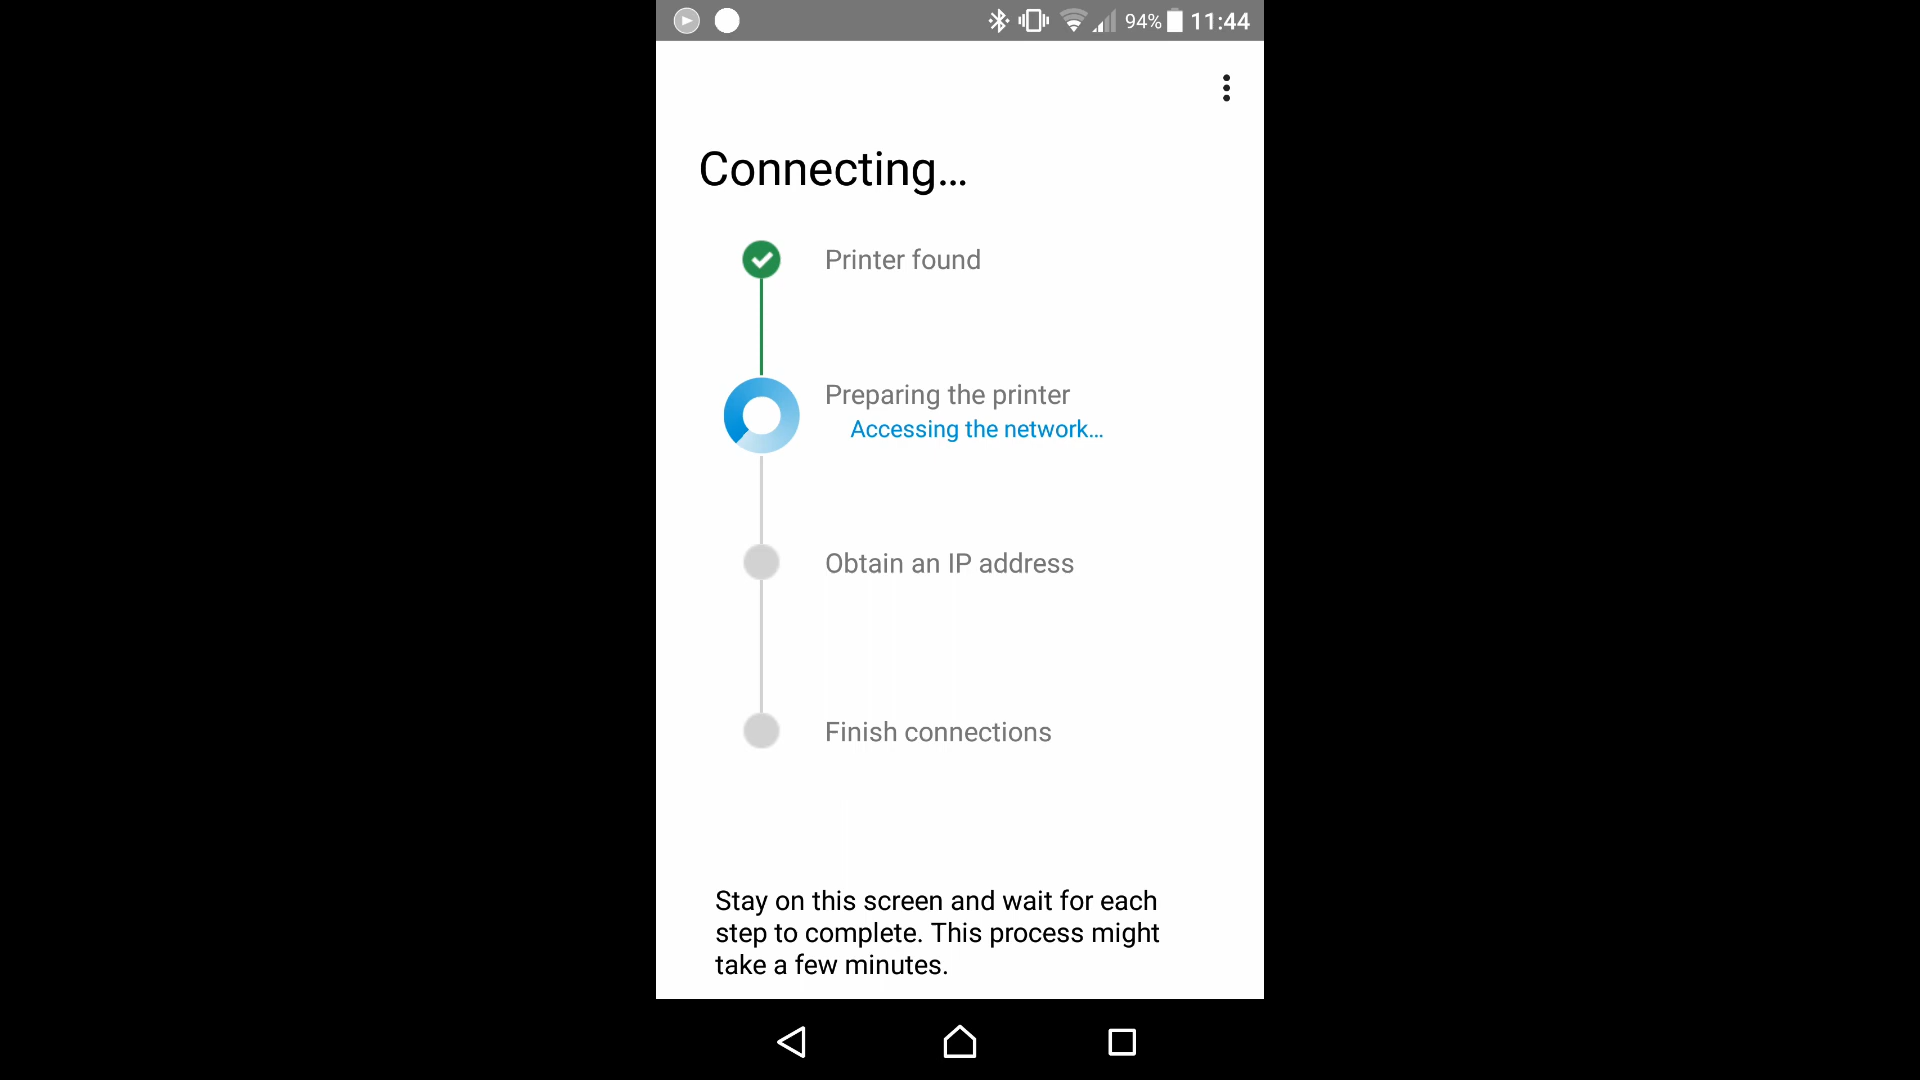 94% 11:44
Connecting...
Printer found
Preparing the printer
Accessing the network...
Obtain an IP address
Finish connections
Stay on this screen and wait for each
step to complete. This process might
take a few minutes.